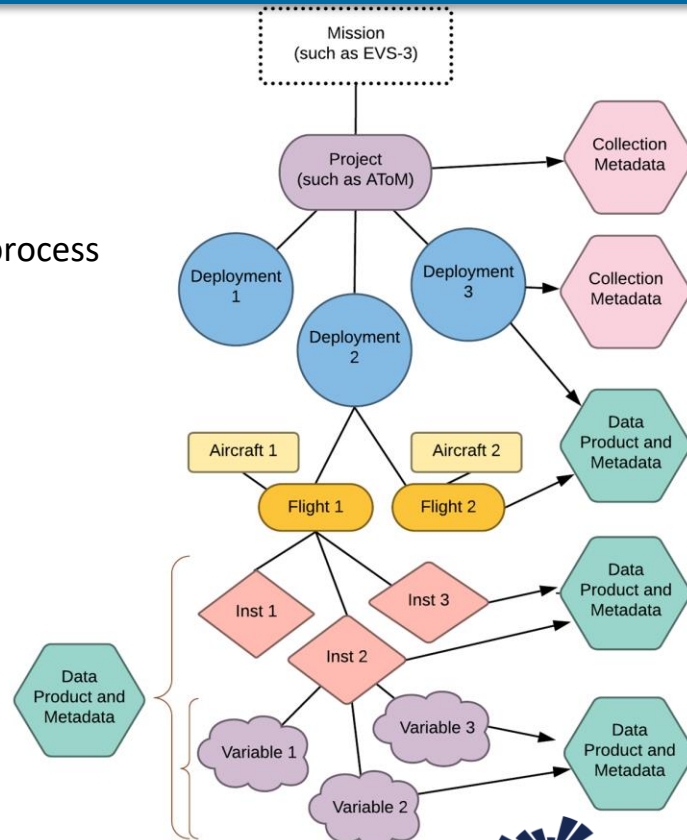 Mission
(such as EVS-3)
Project
(such as AToM)
Collection
Metadata
process
Deployment
1
Deployment
2
Deployment
3
Collection
Metadata
Data
Product and
Metadata
Aircraft 1
Aircraft 2
Flight 1
Flight 2
Inst 1
Inst 2
Inst 3
Data
Product and
Metadata
Data
Product and
Metadata
Variable 1
Variable 2
Variable 3
Data
Product and
Metadata